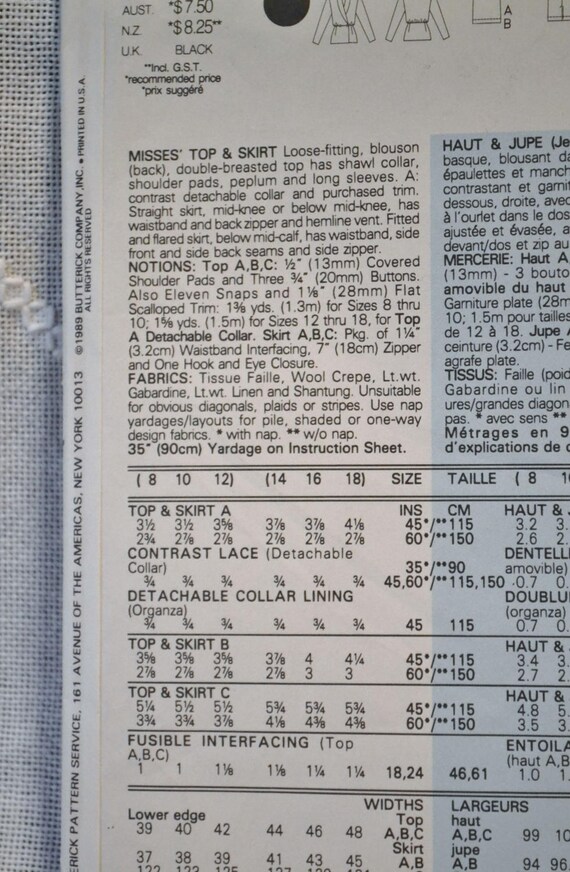 AUST. *$7.50
N.Z. *$8.25**
U.K. BLACK
**Incl. G.S.T.
*recommended price
*prix suggéré
A
B
©1989 BUTTERICK COMPANY, INC. • PRINTED IN U.S.A.
ALL RIGHTS RESERVED
ERICK PATTERN SERVICE, 161 AVENUE OF THE AMERICAS, NEW YORK, NEW YORK 10013
MISSES' TOP & SKIRT Loose-fitting, blouson
(back), double-breasted top has shawl collar,
shoulder pads, peplum and long sleeves. A:
contrast detachable collar and purchased trim.
Straight skirt, mid-knee or below mid-knee, has
waistband and back zipper and hemline vent. Fitted
and flared skirt, below mid-calf, has waistband, side
front and side back seams and side zipper.
NOTIONS: Top A,B,C: ½" (13mm) Covered
Shoulder Pads and Three ¾" (20mm) Buttons.
Also Eleven Snaps and 1⅛" (28mm) Flat
Scalloped Trim: 1⅜ yds. (1.3m) for Sizes 8 thru
10; 1⅝ yds. (1.5m) for Sizes 12 thru 18, for Top
A Detachable Collar. Skirt A,B,C: Pkg. of 1¼"
(3.2cm) Waistband Interfacing, 7" (18cm) Zipper
and One Hook and Eye Closure.
FABRICS: Tissue Faille, Wool Crepe, Lt.wt.
Gabardine, Lt.wt. Linen and Shantung. Unsuitable
for obvious diagonals, plaids or stripes. Use nap
yardages/layouts for pile, shaded or one-way
design fabrics. * with nap. ** w/o nap.
35" (90cm) Yardage on Instruction Sheet.
HAUT & JUPE (Je
basque, blousant da
épaulettes et manch
contrastant et garnit
dessous, droite, avec
à l'ourlet dans le dos
ajustée et évasée, a
devant/dos et zip au
MERCERIE: Haut A
(13mm) - 3 bouto
amovible du haut
Garniture plate (28m
10; 1.5m pour tailles
de 12 à 18. Jupe A
ceinture (3.2cm) - Fe
agrafe plate.
TISSUS: Faille (poid
Gabardine ou lin
ures/grandes diagon
pas. * avec sens **
Métrages en 9
d'explications de c
( 8 10 12) (14 16 18) SIZE TAILLE ( 8 10
TOP & SKIRT A INS CM HAUT & J
3½ 3½ 3⅝ 3⅞ 3⅞ 4⅛ 45*/**115 3.2 3.
2¾ 2⅞ 2⅞ 2⅞ 2⅞ 2⅞ 60*/**150 2.6 2.
CONTRAST LACE (Detachable DENTELL
Collar) 35*/**90 amovible)
¾ ¾ ¾ ¾ ¾ ¾ 45,60*/**115,150 0.7 0.
DETACHABLE COLLAR LINING DOUBLU
(Organza) (organza)
¾ ¾ ¾ ¾ ¾ ¾ 45 115 0.7 0.
TOP & SKIRT B HAUT &
3⅝ 3⅝ 3⅝ 3⅞ 4 4¼ 45*/**115 3.4 3.
2⅞ 2⅞ 2⅞ 2⅞ 3 3 60*/**150 2.7 2.
TOP & SKIRT C HAUT &
5¼ 5½ 5½ 5¾ 5¾ 5¾ 45*/**115 4.8 5.
3¾ 3¾ 3⅞ 4⅛ 4⅜ 4⅜ 60*/**150 3.5 3.
FUSIBLE INTERFACING (Top ENTOILA
A,B,C) (haut A,B
1 1 1⅛ 1⅛ 1¼ 1¼ 18,24 46,61 1.0 1.
WIDTHS LARGEURS
Lower edge Top haut
39 40 42 44 46 48 A,B,C A,B,C 99 10
Skirt jupe
37 38 39 41 43 45 A,B A,B 94 96.